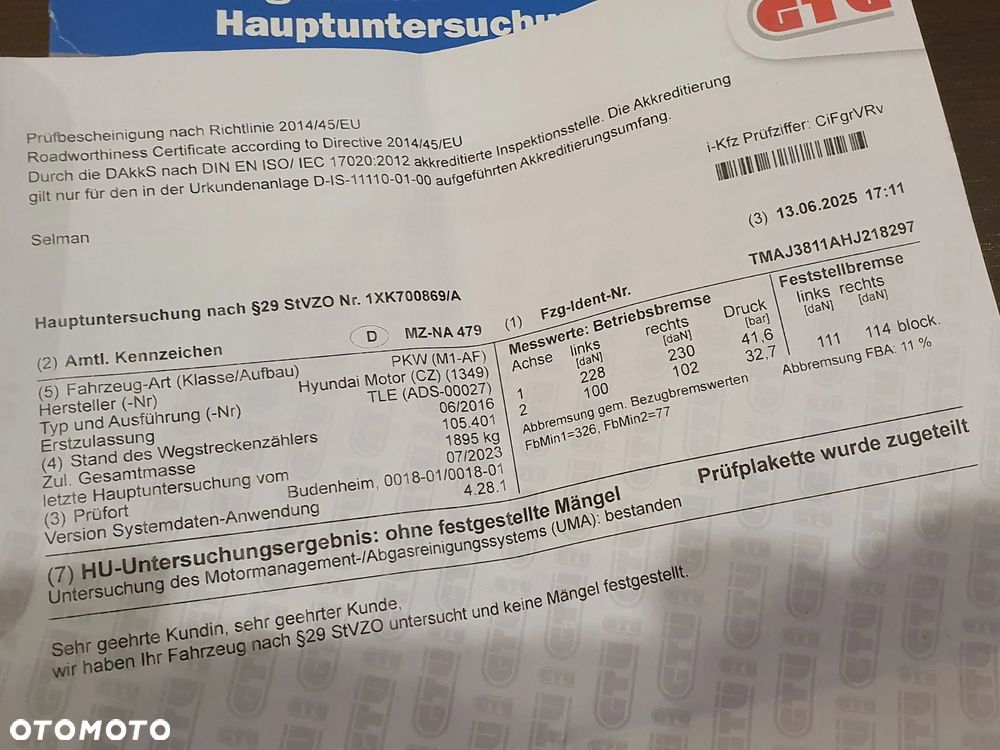 Hauptuntersuchu
GTÜ
Prüfbescheinigung nach Richtlinie 2014/45/EU
Roadworthiness Certificate according to Directive 2014/45/EU
Durch die DAkkS nach DIN EN ISO/ IEC 17020:2012 akkreditierte Inspektionsstelle. Die Akkreditierung
gilt nur für den in der Urkundenanlage D-IS-11110-01-00 aufgeführten Akkreditierungsumfang.
i-Kfz Prüfziffer: CiFgrVRv
Selman
(3) 13.06.2025 17:11
Hauptuntersuchung nach §29 StVZO Nr. 1XK700869/A
(2) Amtl. Kennzeichen D MZ-NA 479
(5) Fahrzeug-Art (Klasse/Aufbau) PKW (M1-AF)
Hersteller (-Nr) Hyundai Motor (CZ) (1349)
Typ und Ausführung (-Nr) TLE (ADS-00027)
Erstzulassung 06/2016
(4) Stand des Wegstreckenzählers 105.401
Zul. Gesamtmasse 1895 kg
letzte Hauptuntersuchung vom 07/2023
(3) Prüfort Budenheim, 0018-01/0018-01
Version Systemdaten-Anwendung 4.28.1
(1) Fzg-Ident-Nr. TMAJ3811AHJ218297
Messwerte: Betriebsbremse Feststellbremse
Achse links rechts Druck links rechts
[daN] [daN] [bar] [daN] [daN]
1 228 230 41,6
2 100 102 32,7 111 114 block.
Abbremsung gem. Bezugbremswerten Abbremsung FBA: 11 %
FbMin1=326, FbMin2=77
(7) HU-Untersuchungsergebnis: ohne festgestellte Mängel Prüfplakette wurde zugeteilt
Untersuchung des Motormanagement-/Abgasreinigungssystems (UMA): bestanden
Sehr geehrte Kundin, sehr geehrter Kunde,
wir haben Ihr Fahrzeug nach §29 StVZO untersucht und keine Mängel festgestellt.
OTOMOTO